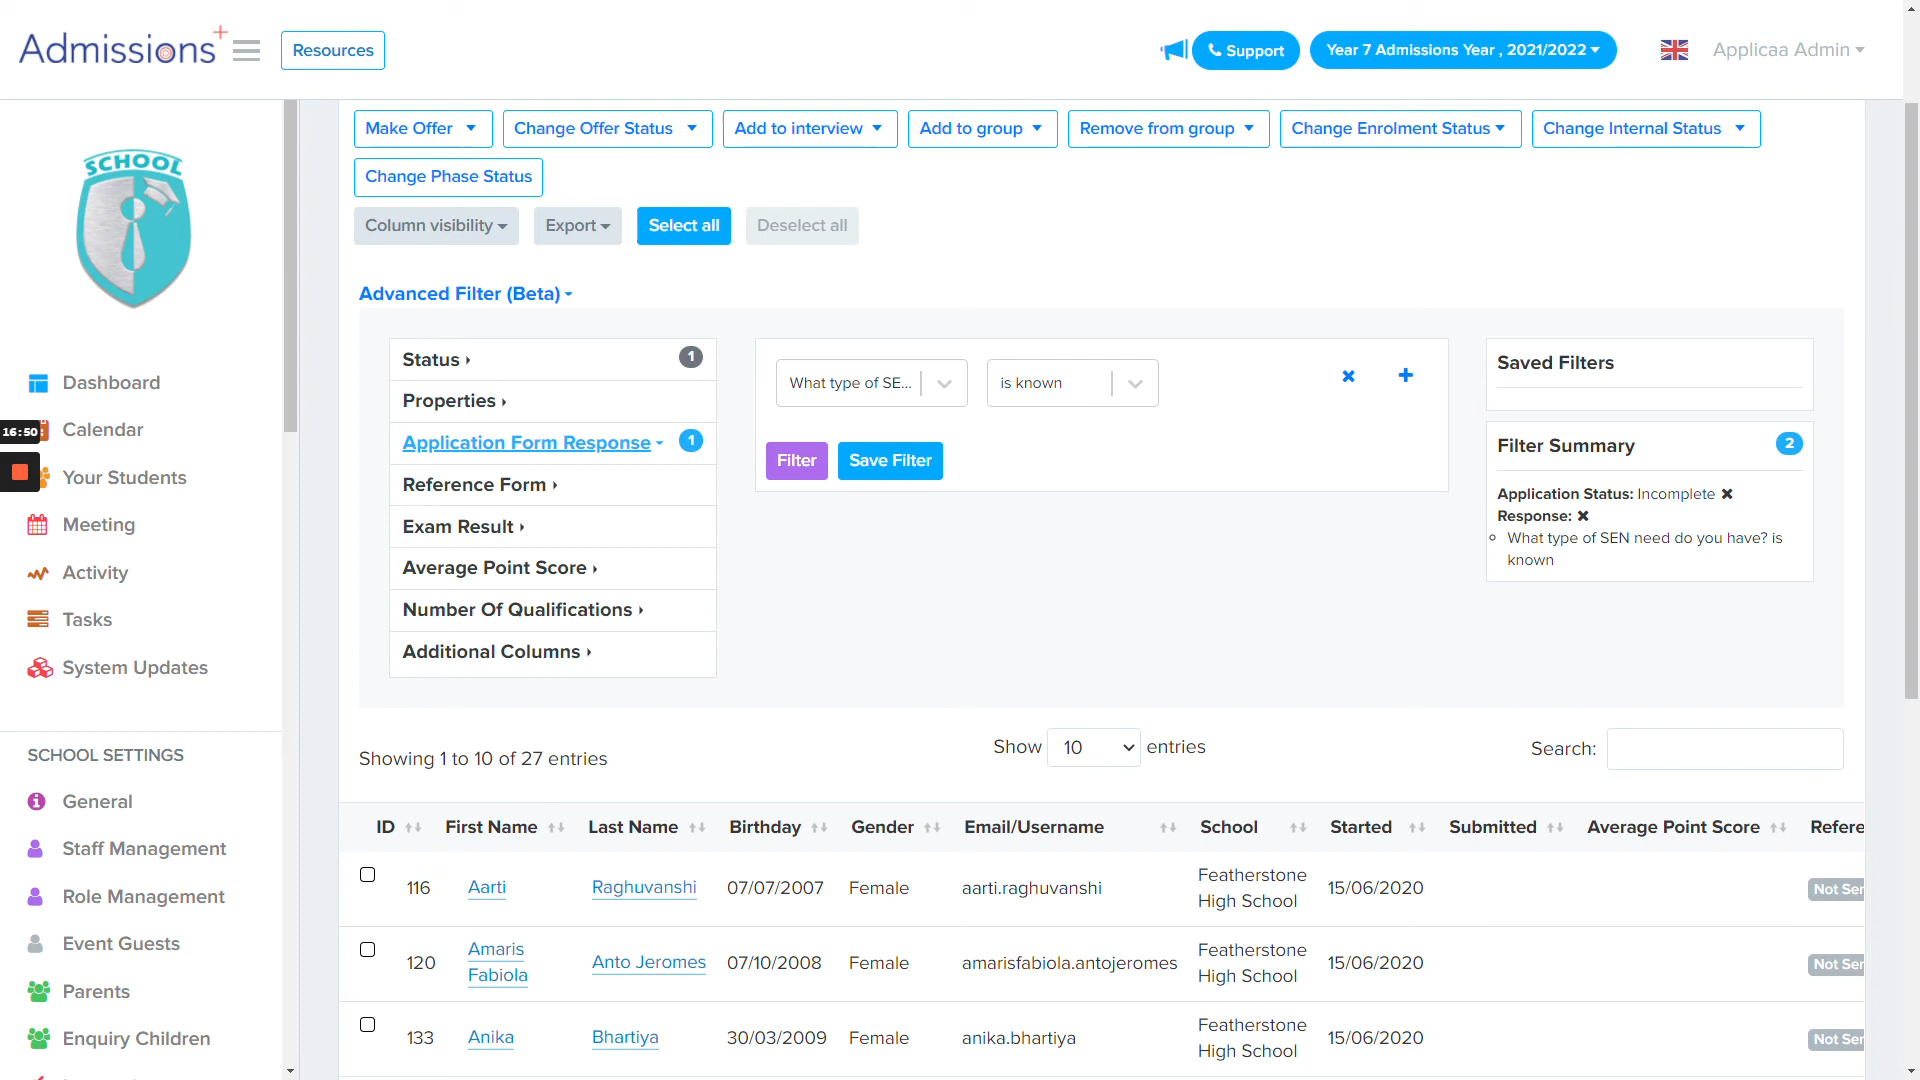 Admissions+
Resources
Support
Year 7 Admissions Year , 2021/2022
Applicaa Admin
SCHOOL
Dashboard
16:50
Calendar
Your Students
Meeting
Activity
Tasks
System Updates
SCHOOL SETTINGS
General
Staff Management
Role Management
Event Guests
Parents
Enquiry Children
Make Offer
Change Offer Status
Add to interview
Add to group
Remove from group
Change Enrolment Status
Change Internal Status
Change Phase Status
Column visibility
Export
Select all
Deselect all
Advanced Filter (Beta)
Status 1
Properties
Application Form Response 1
Reference Form
Exam Result
Average Point Score
Number Of Qualifications
Additional Columns
What type of SE... is known
Filter Save Filter
Saved Filters
Filter Summary 2
Application Status: Incomplete
Response:
What type of SEN need do you have? is
known
Showing 1 to 10 of 27 entries
Show 10 entries
Search:
ID First Name Last Name Birthday Gender Email/Username School Started Submitted Average Point Score Refere
116 Aarti Raghuvanshi 07/07/2007 Female aarti.raghuvanshi Featherstone High School 15/06/2020 Not Ser
120 Amaris Fabiola Anto Jeromes 07/10/2008 Female amarisfabiola.antojeromes Featherstone High School 15/06/2020 Not Ser
133 Anika Bhartiya 30/03/2009 Female anika.bhartiya Featherstone High School 15/06/2020 Not Ser